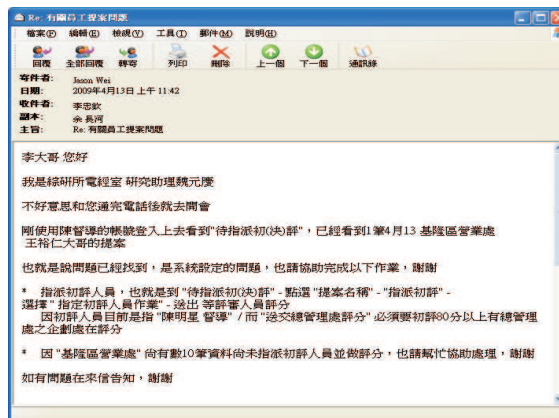 Re: 有關員工提案問題
檔案(F) 編輯(E) 檢視(V) 工具(T) 郵件(M) 說明(H)
回覆 全部回覆 轉寄 列印 刪除 上一個 下一個 通訊錄
寄件者: Jason Wei
日期: 2009年4月13日 上午 11:42
收件者: 李忠欽
副本: 余 長河
主旨: Re: 有關員工提案問題
李大哥 您好
我是綜研所電經室 研究助理魏元慶
不好意思和您通完電話後就去開會
剛使用陳督導的帳號登入上去看到"待指派初(決)評"，已經看到1筆4月13 基隆區營業處
王裕仁大哥的提案
也就是說問題已經找到，是系統設定的問題，也請協助完成以下作業，謝謝
* 指派初評人員，也就是到 "待指派初(決)評" - 點選 "提案名稱" - "指派初評" -
選擇 " 指定初評人員作業" - 送出 等評審人員評分
因初評人員目前是指 "陳明星 督導" / 而 "送交總管理處評分" 必須要初評80分以上有總管理
處之企劃處在評分
* 因 "基隆區營業處" 尚有數10筆資料尚未指派初評人員並做評分，也請幫忙協助處理，謝謝
如有問題在來信告知，謝謝